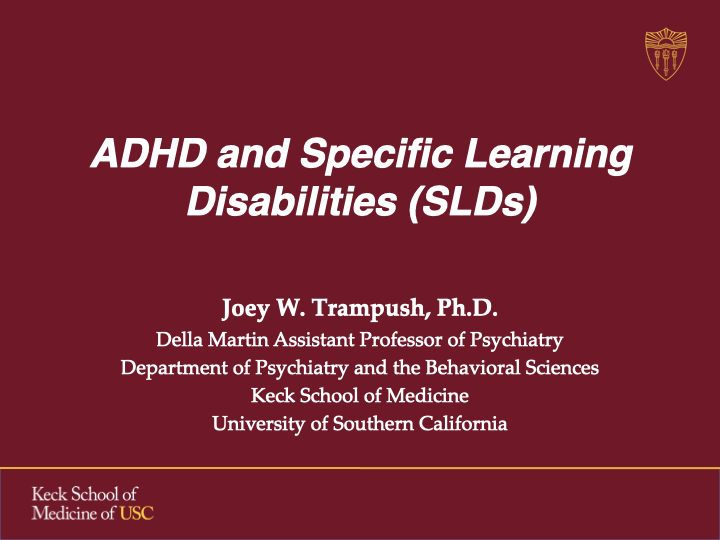 ADHD and Specific Learning
Disabilities (SLDs)
Joey W. Trampush, Ph.D.
Della Martin Assistant Professor of Psychiatry
Department of Psychiatry and the Behavioral Sciences
Keck School of Medicine
University of Southern California
Keck School of
Medicine of USC